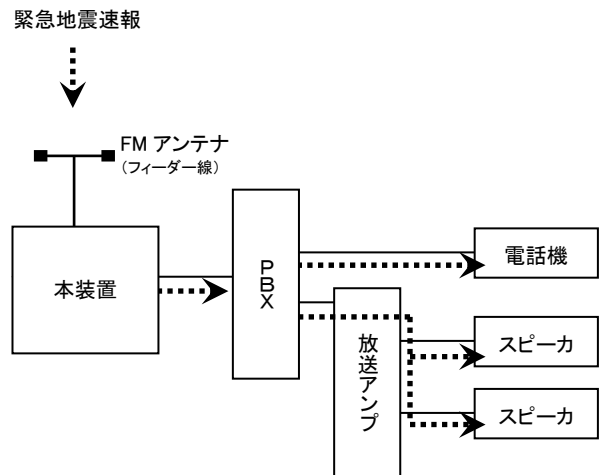 緊急地震速報
FM アンテナ
（フィーダー線）
本装置
PBX
電話機
放送アンプ
スピーカ
スピーカ